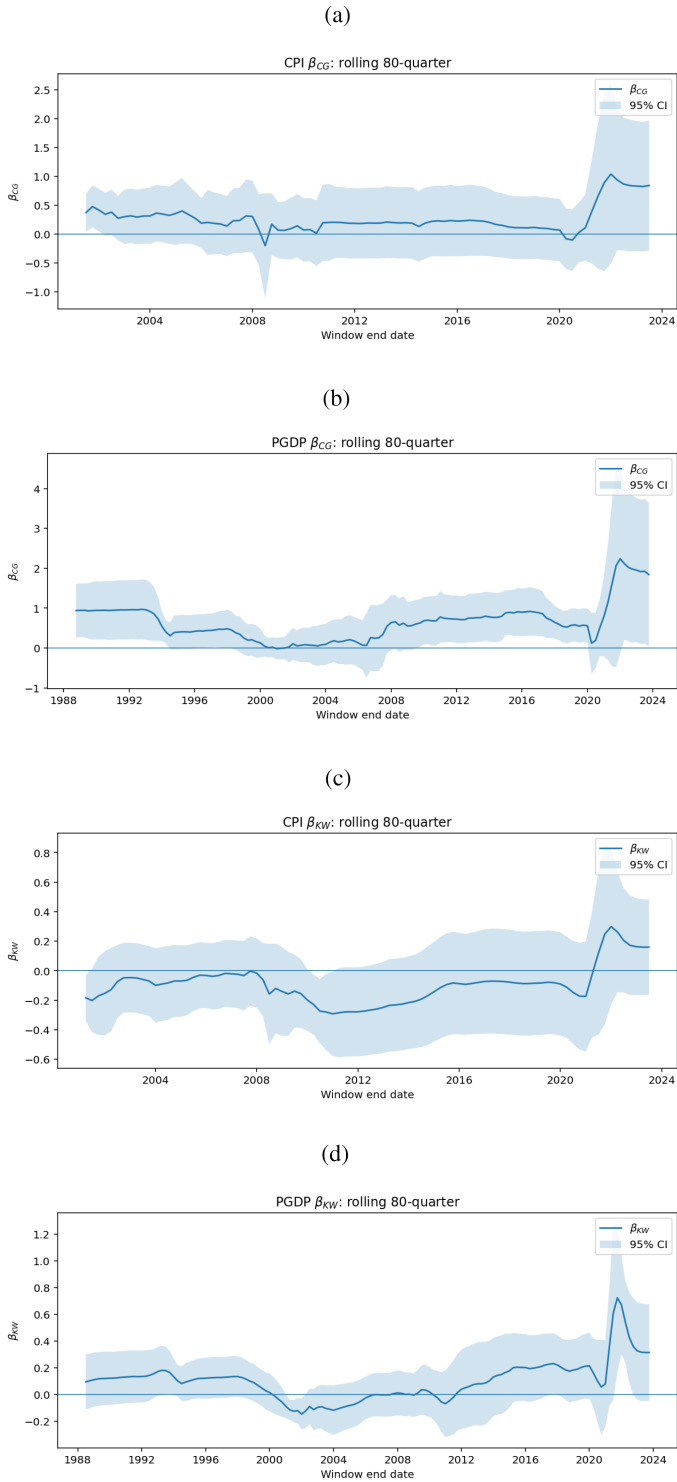 (a)
CPI β_CG: rolling 80-quarter
2.5
2.0
1.5
1.0
0.5
0.0
−0.5
−1.0
β_CG
β_CG
95% CI
2004 2008 2012 2016 2020 2024
Window end date
(b)
PGDP β_CG: rolling 80-quarter
4
3
2
1
0
−1
β_CG
β_CG
95% CI
1988 1992 1996 2000 2004 2008 2012 2016 2020 2024
Window end date
(c)
CPI β_KW: rolling 80-quarter
0.8
0.6
0.4
0.2
0.0
−0.2
−0.4
−0.6
β_KW
β_KW
95% CI
2004 2008 2012 2016 2020 2024
Window end date
(d)
PGDP β_KW: rolling 80-quarter
1.2
1.0
0.8
0.6
0.4
0.2
0.0
−0.2
β_KW
β_KW
95% CI
1988 1992 1996 2000 2004 2008 2012 2016 2020 2024
Window end date